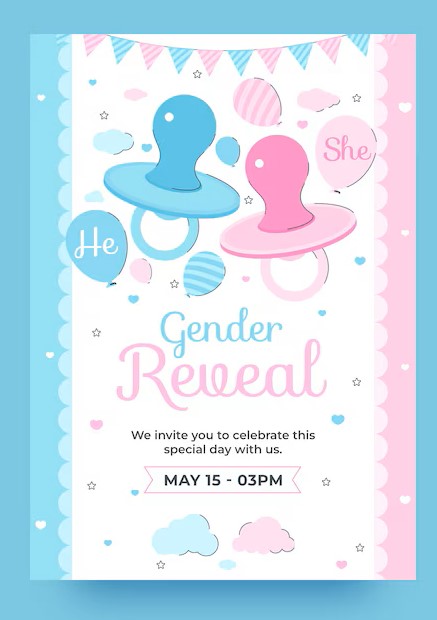 She
He
Gender
Reveal
We invite you to celebrate this
special day with us.
MAY 15 - 03PM